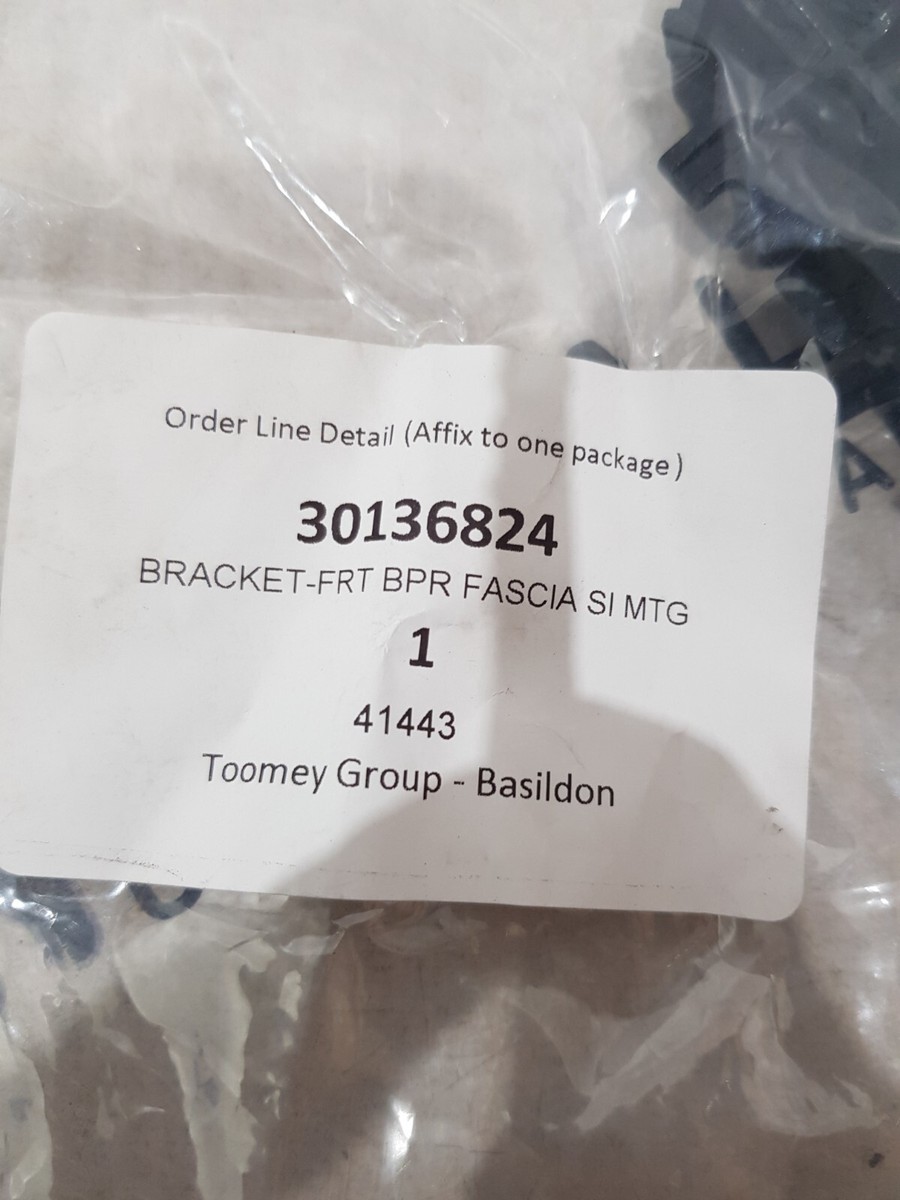 Order Line Detail (Affix to one package )
30136824
BRACKET-FRT BPR FASCIA SI MTG
1
41443
Toomey Group - Basildon